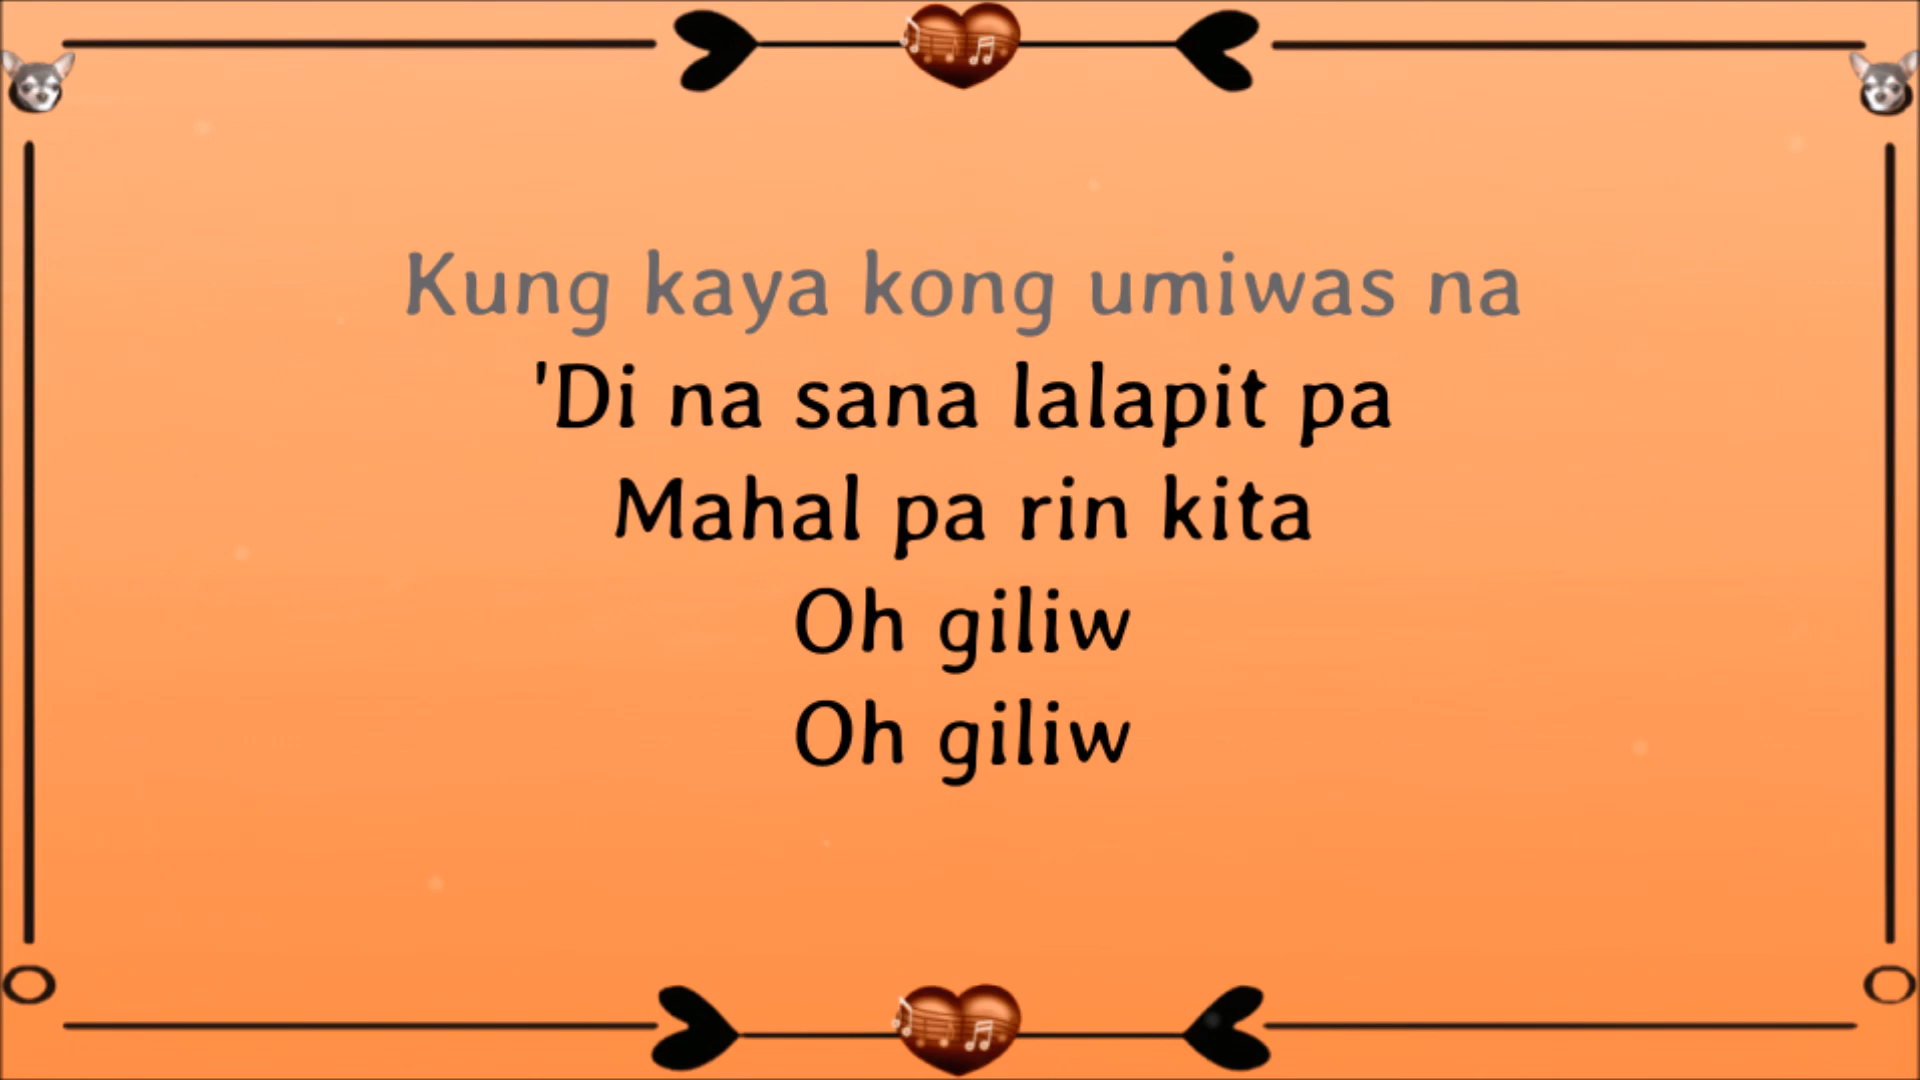 Kung kaya kong umiwas na
'Di na sana lalapit pa
Mahal pa rin kita
Oh giliw
Oh giliw